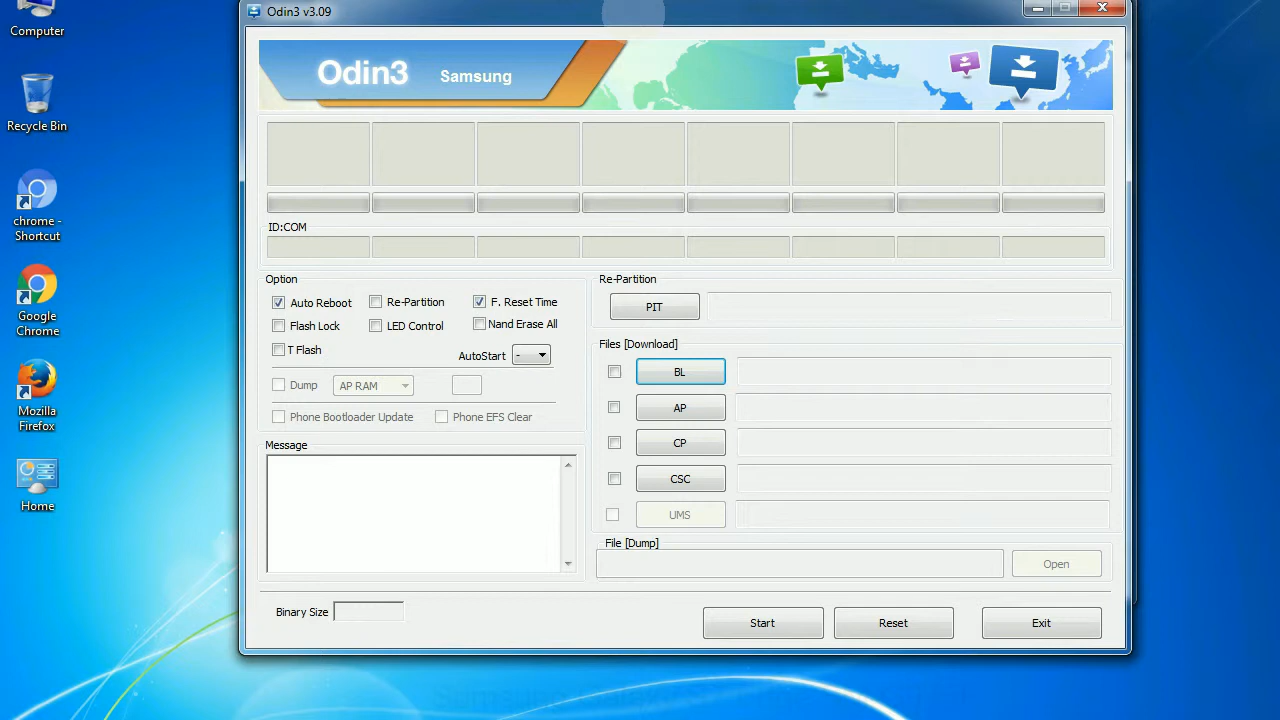 Computer
Recycle Bin
chrome -
Shortcut
Google
Chrome
Mozilla
Firefox
Home
Odin3 v3.09
Odin3 Samsung
ID:COM
Option
Auto Reboot Re-Partition F. Reset Time
Flash Lock LED Control Nand Erase All
T Flash AutoStart -
Dump AP RAM
Phone Bootloader Update Phone EFS Clear
Message
Re-Partition
PIT
Files [Download]
BL
AP
CP
CSC
UMS
File [Dump]
Open
Binary Size
Start Reset Exit